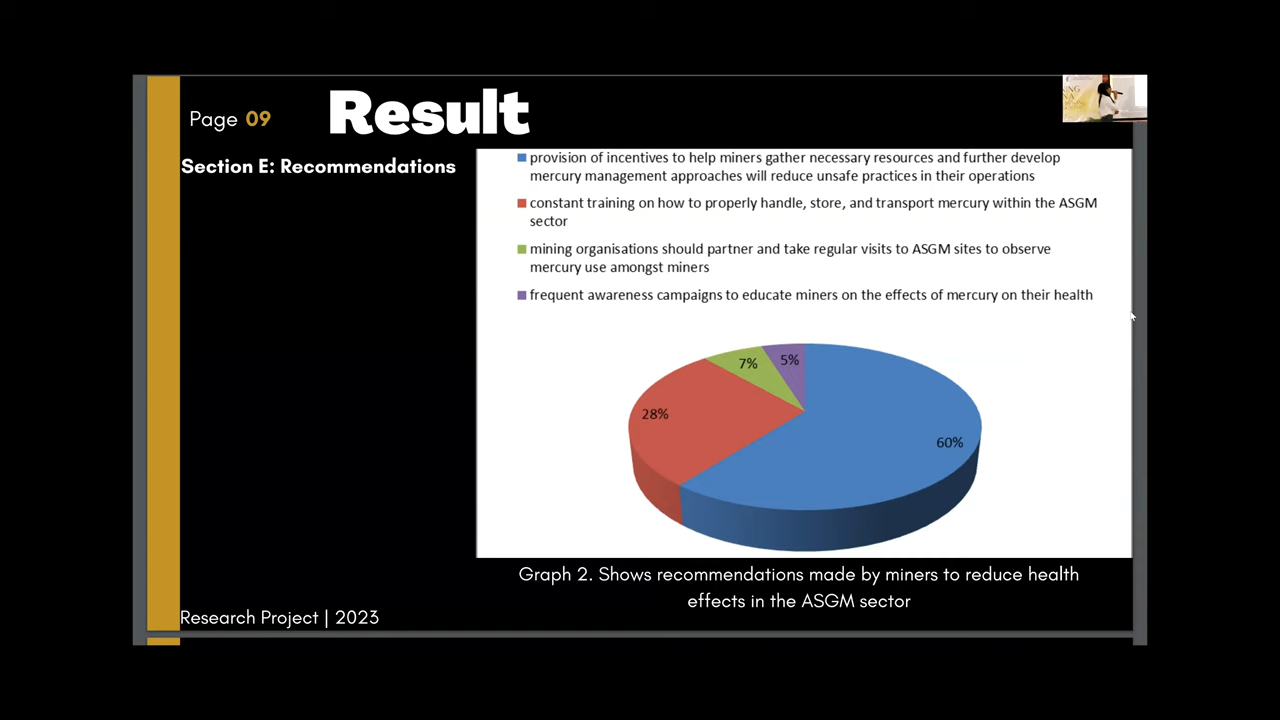 Page 09
Result
Section E: Recommendations
provision of incentives to help miners gather necessary resources and further develop
mercury management approaches will reduce unsafe practices in their operations
constant training on how to properly handle, store, and transport mercury within the ASGM
sector
mining organisations should partner and take regular visits to ASGM sites to observe
mercury use amongst miners
frequent awareness campaigns to educate miners on the effects of mercury on their health
7%
5%
28%
60%
Graph 2. Shows recommendations made by miners to reduce health
effects in the ASGM sector
Research Project | 2023